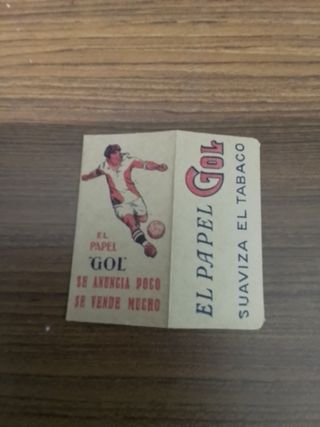 EL
PAPEL
"GOL"
SE ANUNCIA POCO
SE VENDE MUCHO
EL PAPEL GOL
SUAVIZA EL TABACO